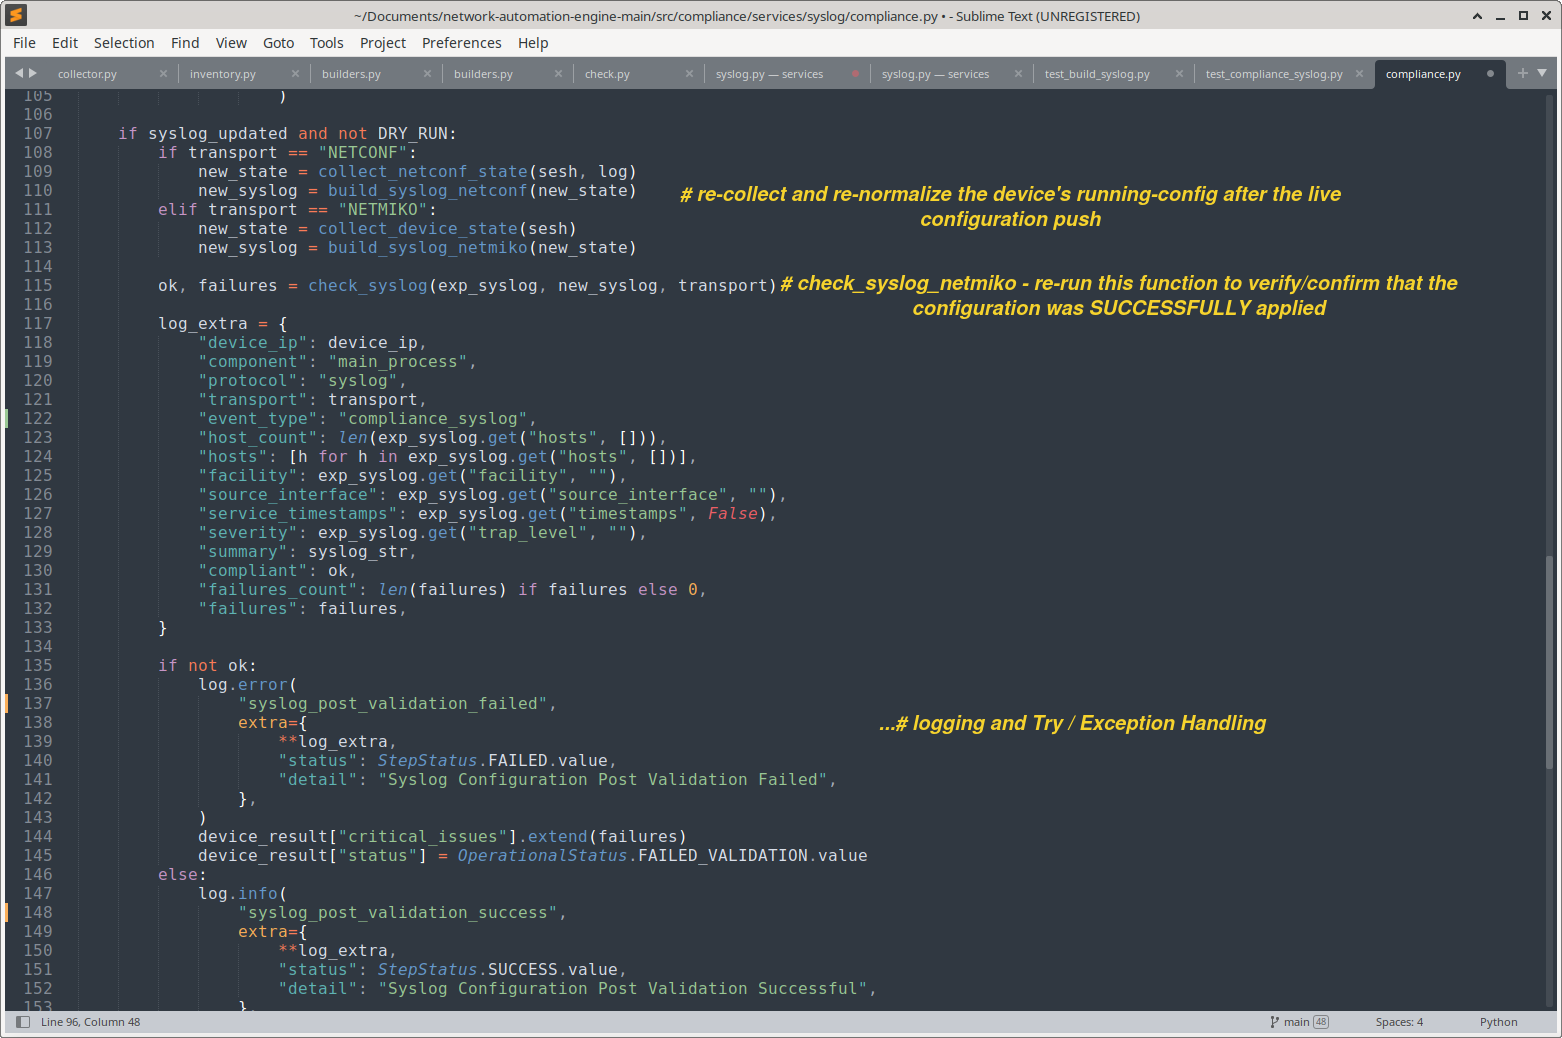 ~/Documents/network-automation-engine-main/src/compliance/services/syslog/compliance.py • - Sublime Text (UNREGISTERED)
File Edit Selection Find View Goto Tools Project Preferences Help
collector.py inventory.py builders.py builders.py check.py syslog.py — services syslog.py — services test_build_syslog.py test_compliance_syslog.py compliance.py
105 )
106
107 if syslog_updated and not DRY_RUN:
108 if transport == "NETCONF":
109 new_state = collect_netconf_state(sesh, log)
110 new_syslog = build_syslog_netconf(new_state)
# re-collect and re-normalize the device's running-config after the live
configuration push
111 elif transport == "NETMIKO":
112 new_state = collect_device_state(sesh)
113 new_syslog = build_syslog_netmiko(new_state)
114
115 ok, failures = check_syslog(exp_syslog, new_syslog, transport) # check_syslog_netmiko - re-run this function to verify/confirm that the
configuration was SUCCESSFULLY applied
116
117 log_extra = {
118 "device_ip": device_ip,
119 "component": "main_process",
120 "protocol": "syslog",
121 "transport": transport,
122 "event_type": "compliance_syslog",
123 "host_count": len(exp_syslog.get("hosts", [])),
124 "hosts": [h for h in exp_syslog.get("hosts", [])],
125 "facility": exp_syslog.get("facility", ""),
126 "source_interface": exp_syslog.get("source_interface", ""),
127 "service_timestamps": exp_syslog.get("timestamps", False),
128 "severity": exp_syslog.get("trap_level", ""),
129 "summary": syslog_str,
130 "compliant": ok,
131 "failures_count": len(failures) if failures else 0,
132 "failures": failures,
133 }
134
135 if not ok:
136 log.error(
137 "syslog_post_validation_failed",
138 extra={
...# logging and Try / Exception Handling
139 **log_extra,
140 "status": StepStatus.FAILED.value,
141 "detail": "Syslog Configuration Post Validation Failed",
142 },
143 )
144 device_result["critical_issues"].extend(failures)
145 device_result["status"] = OperationalStatus.FAILED_VALIDATION.value
146 else:
147 log.info(
148 "syslog_post_validation_success",
149 extra={
150 **log_extra,
151 "status": StepStatus.SUCCESS.value,
152 "detail": "Syslog Configuration Post Validation Successful",
153 },
Line 96, Column 48 main 48 Spaces: 4 Python